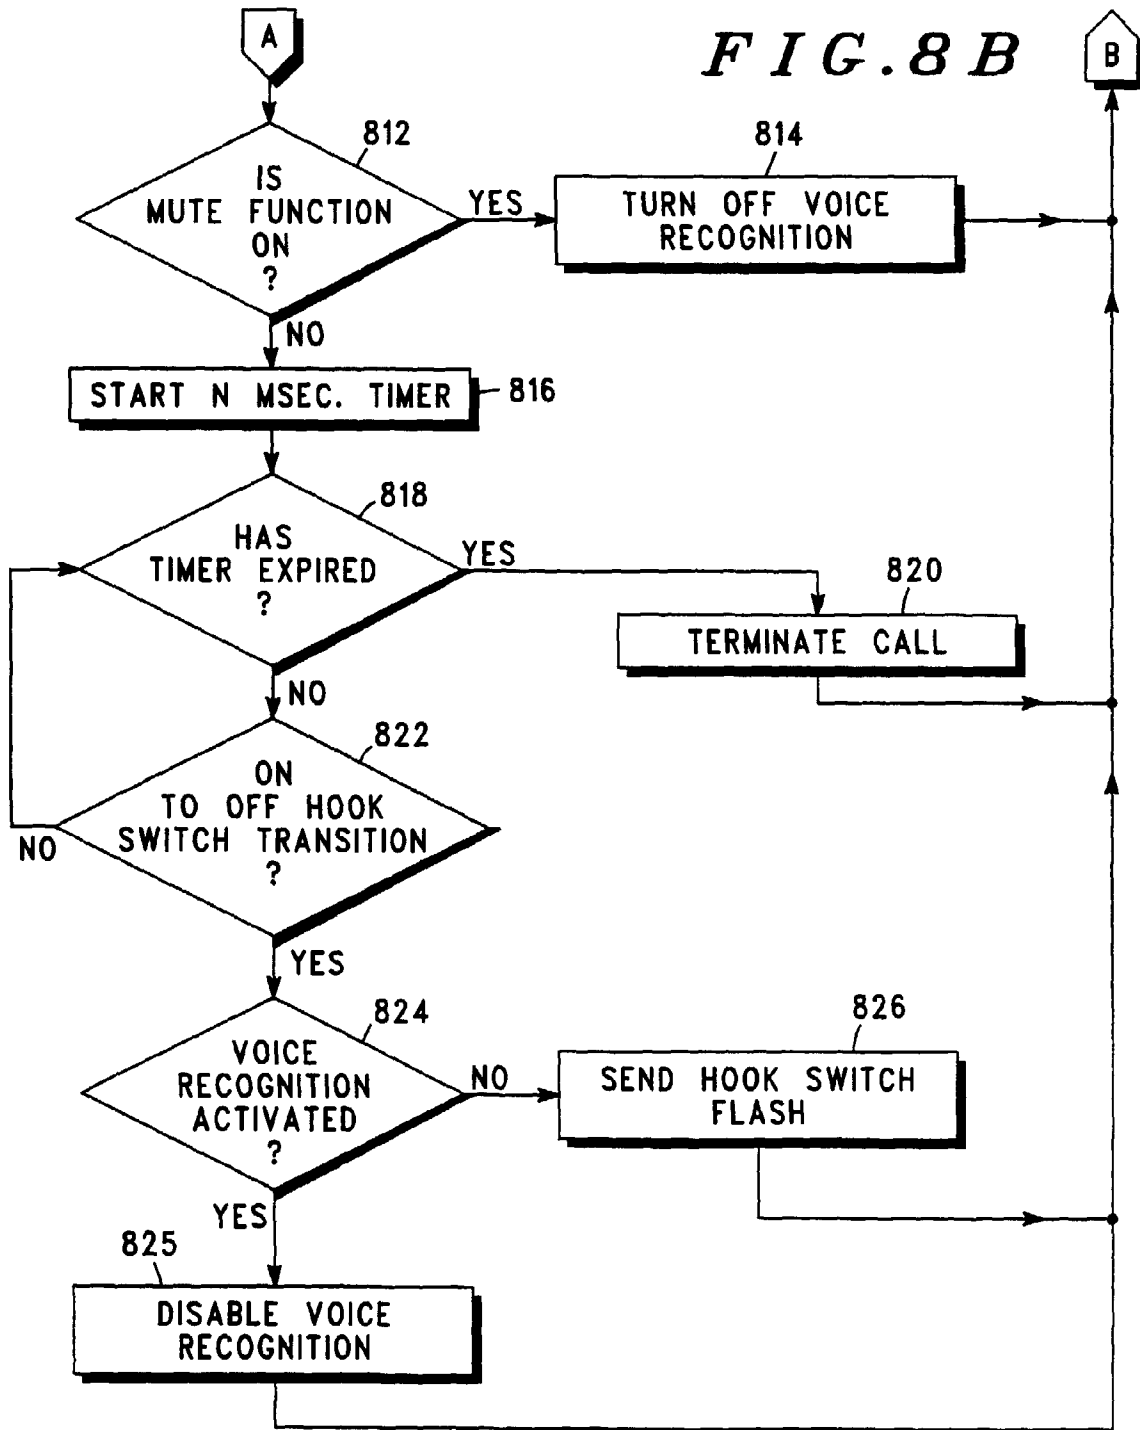 A
FIG.8B
B
812
IS
MUTE FUNCTION
ON
?
YES
814
TURN OFF VOICE
RECOGNITION
NO
START N MSEC. TIMER
816
818
HAS
TIMER EXPIRED
?
YES
820
TERMINATE CALL
NO
822
ON
TO OFF HOOK
SWITCH TRANSITION
?
NO
YES
824
VOICE
RECOGNITION
ACTIVATED
?
NO
826
SEND HOOK SWITCH
FLASH
YES
825
DISABLE VOICE
RECOGNITION